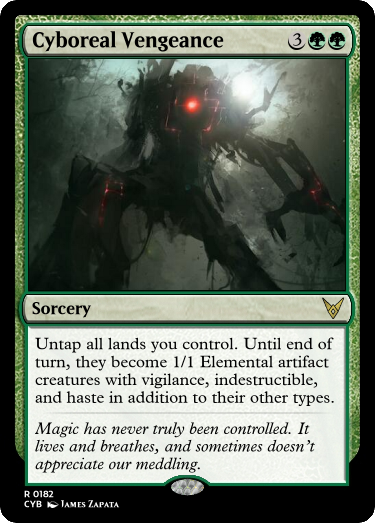 Cyboreal Vengeance 3
Sorcery
Untap all lands you control. Until end of
turn, they become 1/1 Elemental artifact
creatures with vigilance, indestructible,
and haste in addition to their other types.
Magic has never truly been controlled. It
lives and breathes, and sometimes doesn't
appreciate our meddling.
R 0182
CYB James Zapata